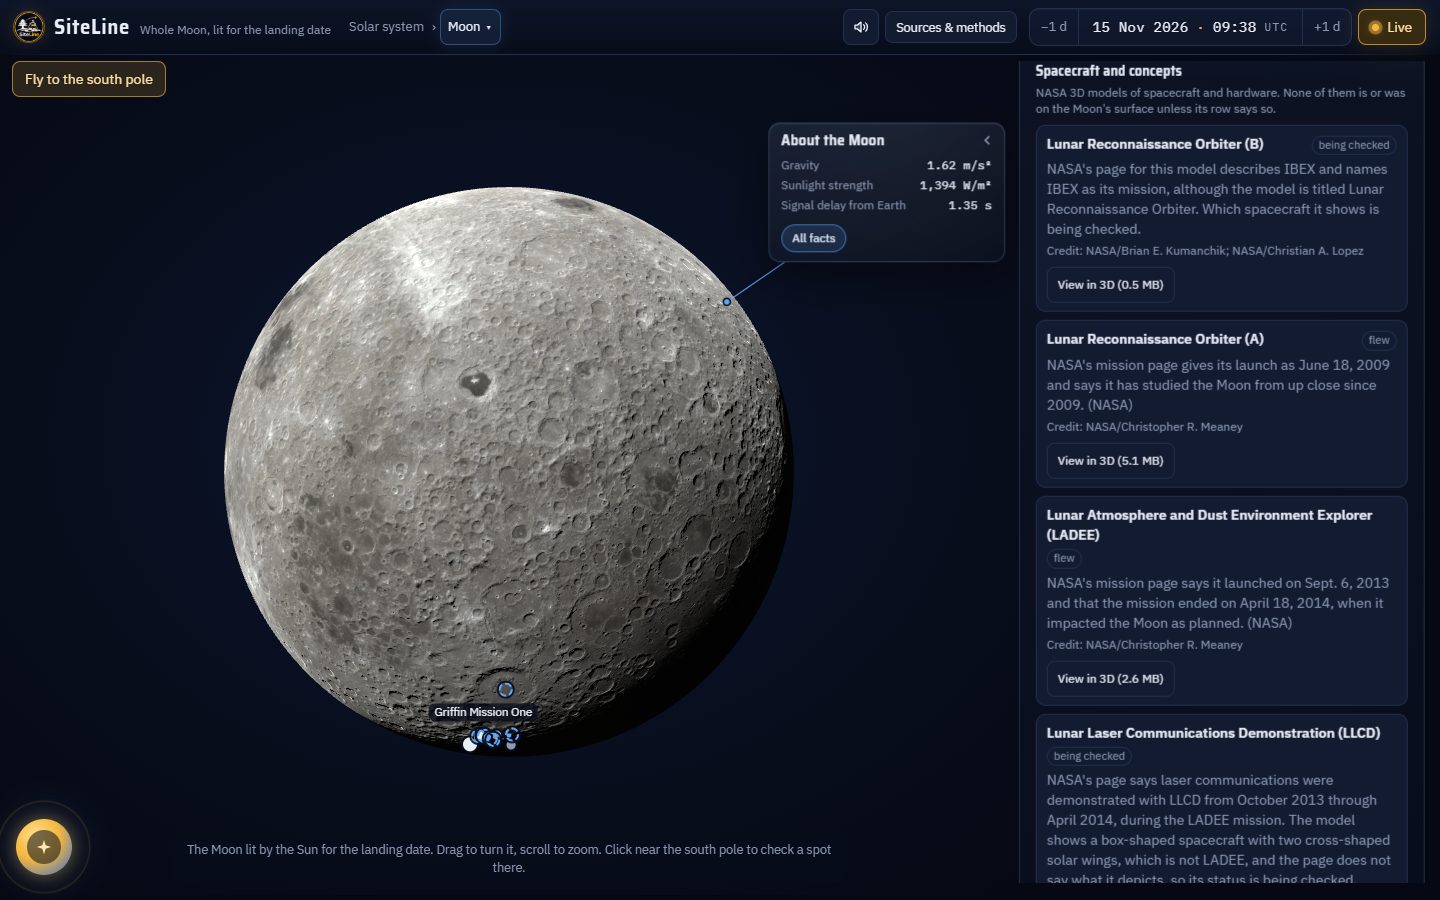 SiteLine
Whole Moon, lit for the landing date
Solar system › Moon ▾
Sources & methods
−1 d
15 Nov 2026 · 09:38 UTC
+1 d
Live
Fly to the south pole
About the Moon
Gravity 1.62 m/s²
Sunlight strength 1,394 W/m²
Signal delay from Earth 1.35 s
All facts
Griffin Mission One
The Moon lit by the Sun for the landing date. Drag to turn it, scroll to zoom. Click near the south pole to check a spot
there.
Spacecraft and concepts
NASA 3D models of spacecraft and hardware. None of them is or was
on the Moon's surface unless its row says so.
Lunar Reconnaissance Orbiter (B) being checked
NASA's page for this model describes IBEX and names
IBEX as its mission, although the model is titled Lunar
Reconnaissance Orbiter. Which spacecraft it shows is
being checked.
Credit: NASA/Brian E. Kumanchik; NASA/Christian A. Lopez
View in 3D (0.5 MB)
Lunar Reconnaissance Orbiter (A) flew
NASA's mission page gives its launch as June 18, 2009
and says it has studied the Moon from up close since
2009. (NASA)
Credit: NASA/Christopher R. Meaney
View in 3D (5.1 MB)
Lunar Atmosphere and Dust Environment Explorer
(LADEE)
flew
NASA's mission page says it launched on Sept. 6, 2013
and that the mission ended on April 18, 2014, when it
impacted the Moon as planned. (NASA)
Credit: NASA/Christopher R. Meaney
View in 3D (2.6 MB)
Lunar Laser Communications Demonstration (LLCD)
being checked
NASA's page says laser communications were
demonstrated with LLCD from October 2013 through
April 2014, during the LADEE mission. The model
shows a box-shaped spacecraft with two cross-shaped
solar wings, which is not LADEE, and the page does not
say what it depicts, so its status is being checked.